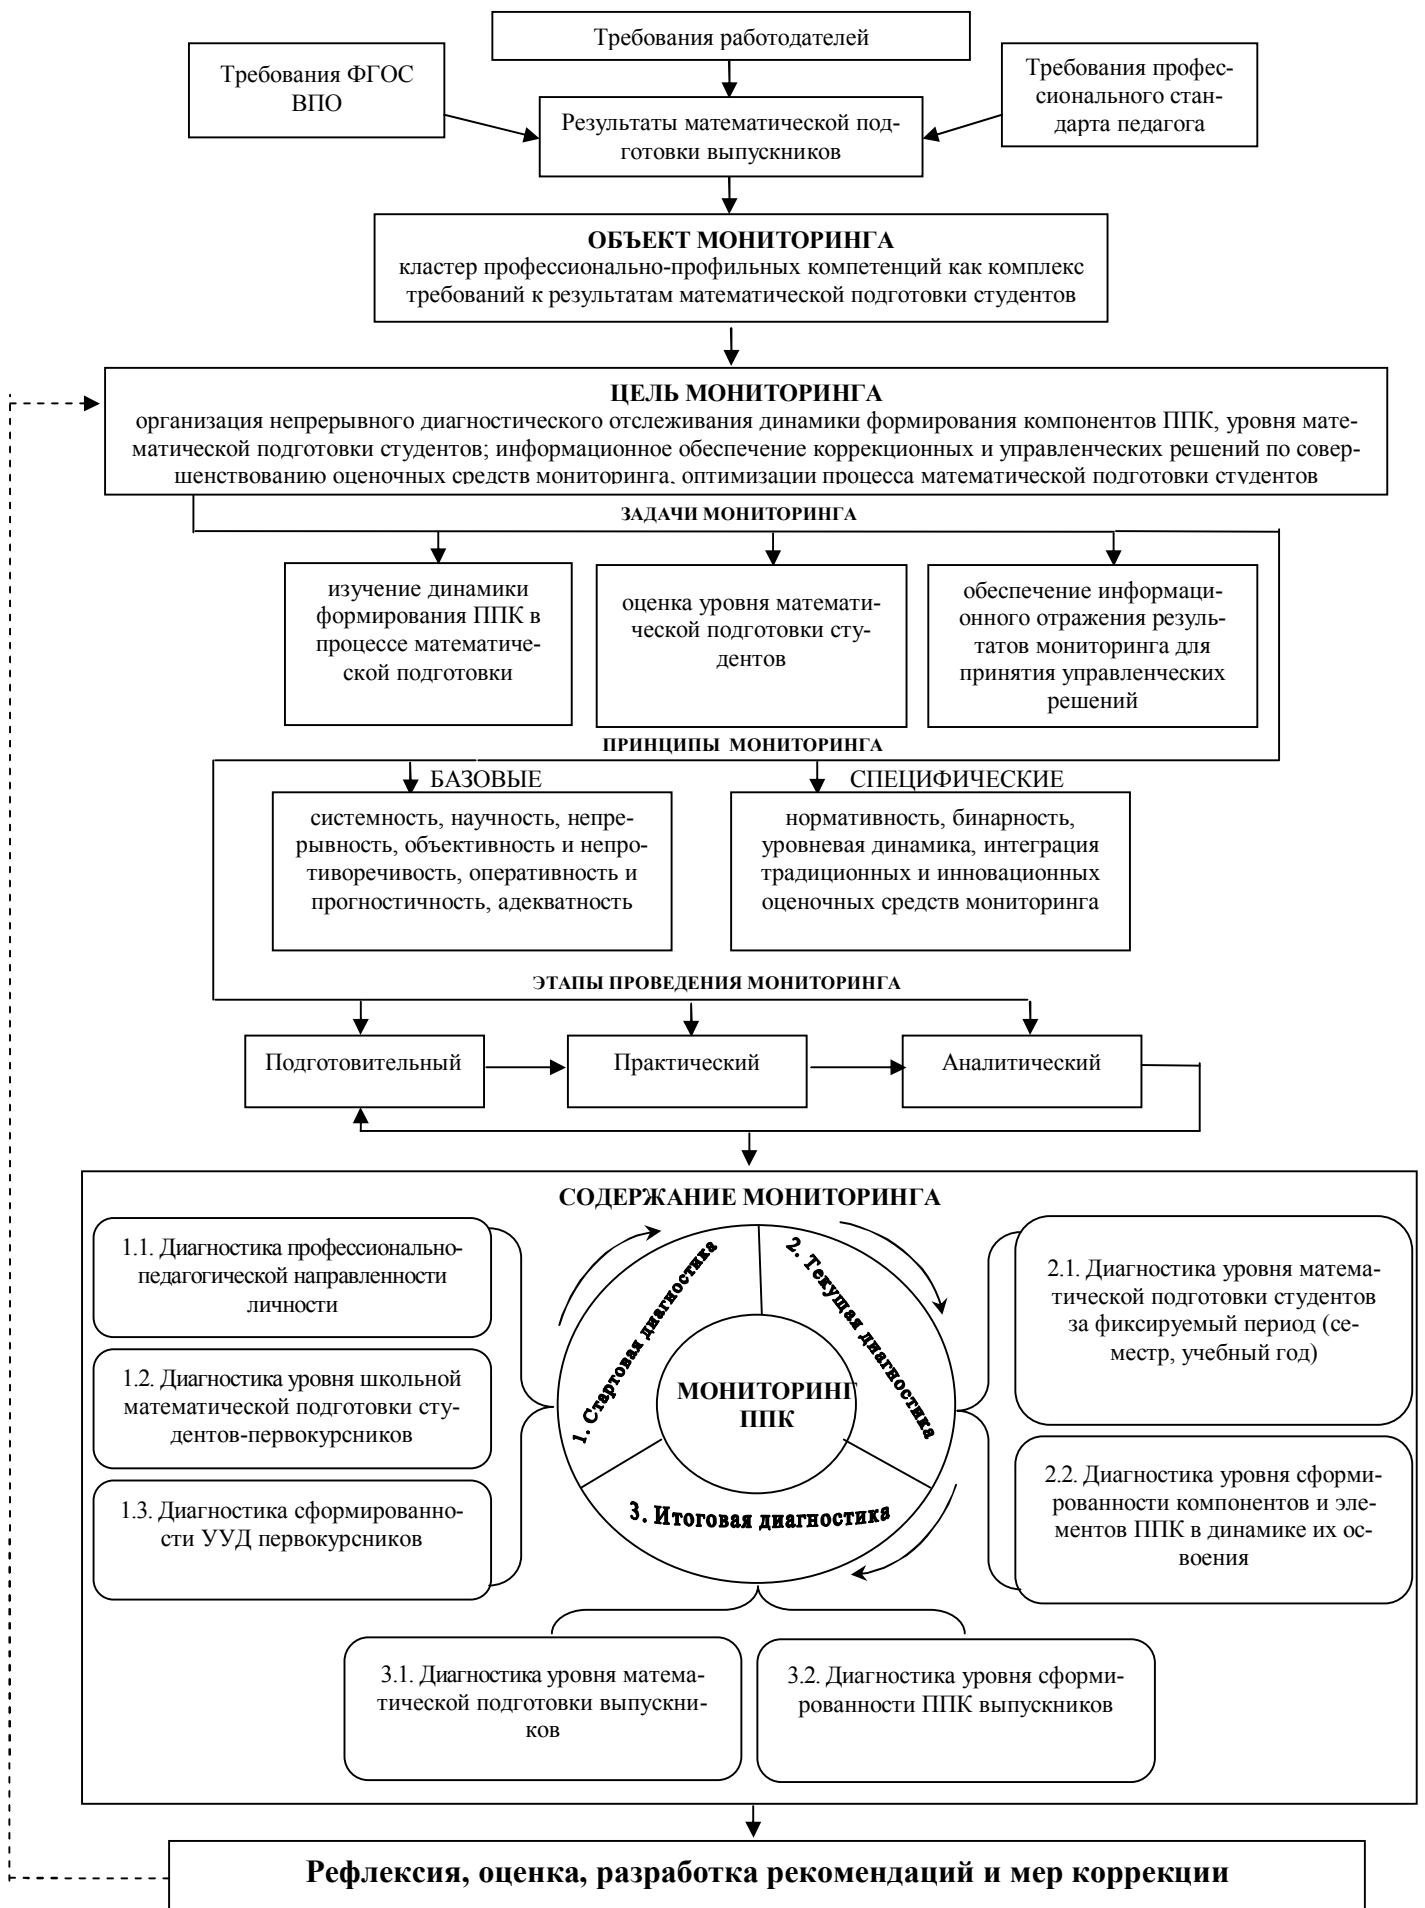 Требования работодателей
Требования ФГОС
ВПО
Требования профес-
сионального стан-
дарта педагога
Результаты математической под-
готовки выпускников
ОБЪЕКТ МОНИТОРИНГА
кластер профессионально-профильных компетенций как комплекс
требований к результатам математической подготовки студентов
ЦЕЛЬ МОНИТОРИНГА
организация непрерывного диагностического отслеживания динамики формирования компонентов ППК, уровня мате-
матической подготовки студентов; информационное обеспечение коррекционных и управленческих решений по совер-
шенствованию оценочных средств мониторинга, оптимизации процесса математической подготовки студентов
ЗАДАЧИ МОНИТОРИНГА
изучение динамики
формирования ППК в
процессе математиче-
ской подготовки
оценка уровня математи-
ческой подготовки сту-
дентов
обеспечение информаци-
онного отражения резуль-
татов мониторинга для
принятия управленческих
решений
ПРИНЦИПЫ МОНИТОРИНГА
БАЗОВЫЕ
СПЕЦИФИЧЕСКИЕ
системность, научность, непре-
рывность, объективность и непро-
тиворечивость, оперативность и
прогностичность, адекватность
нормативность, бинарность,
уровневая динамика, интеграция
традиционных и инновационных
оценочных средств мониторинга
ЭТАПЫ ПРОВЕДЕНИЯ МОНИТОРИНГА
Подготовительный
Практический
Аналитический
СОДЕРЖАНИЕ МОНИТОРИНГА
1.1. Диагностика профессионально-
педагогической направленности
личности
1.2. Диагностика уровня школьной
математической подготовки сту-
дентов-первокурсников
1.3. Диагностика сформированно-
сти УУД первокурсников
1. Стартовая диагностика
2. Текущая диагностика
МОНИТОРИНГ
ППК
3. Итоговая диагностика
2.1. Диагностика уровня матема-
тической подготовки студентов
за фиксируемый период (се-
местр, учебный год)
2.2. Диагностика уровня сформи-
рованности компонентов и эле-
ментов ППК в динамике их ос-
воения
3.1. Диагностика уровня матема-
тической подготовки выпускни-
ков
3.2. Диагностика уровня сформи-
рованности ППК выпускников
Рефлексия, оценка, разработка рекомендаций и мер коррекции